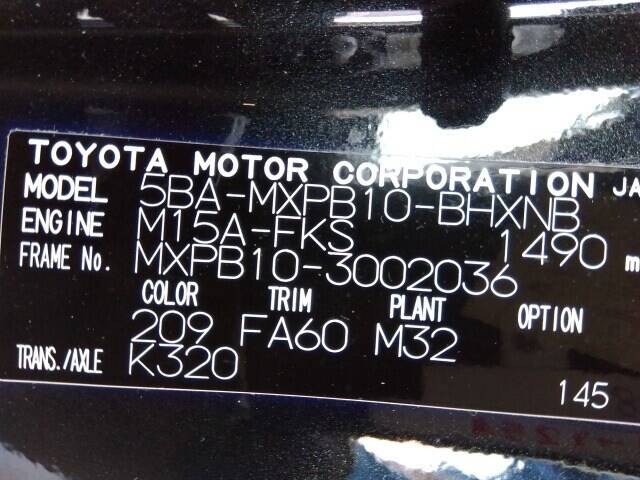 TOYOTA MOTOR CORPORATION JA
MODEL 5BA-MXPB10-BHXNB
ENGINE M15A-FKS 1490 m
FRAME No. MXPB10-3002036
COLOR TRIM PLANT OPTION
209 FA60 M32
TRANS./AXLE K320
145